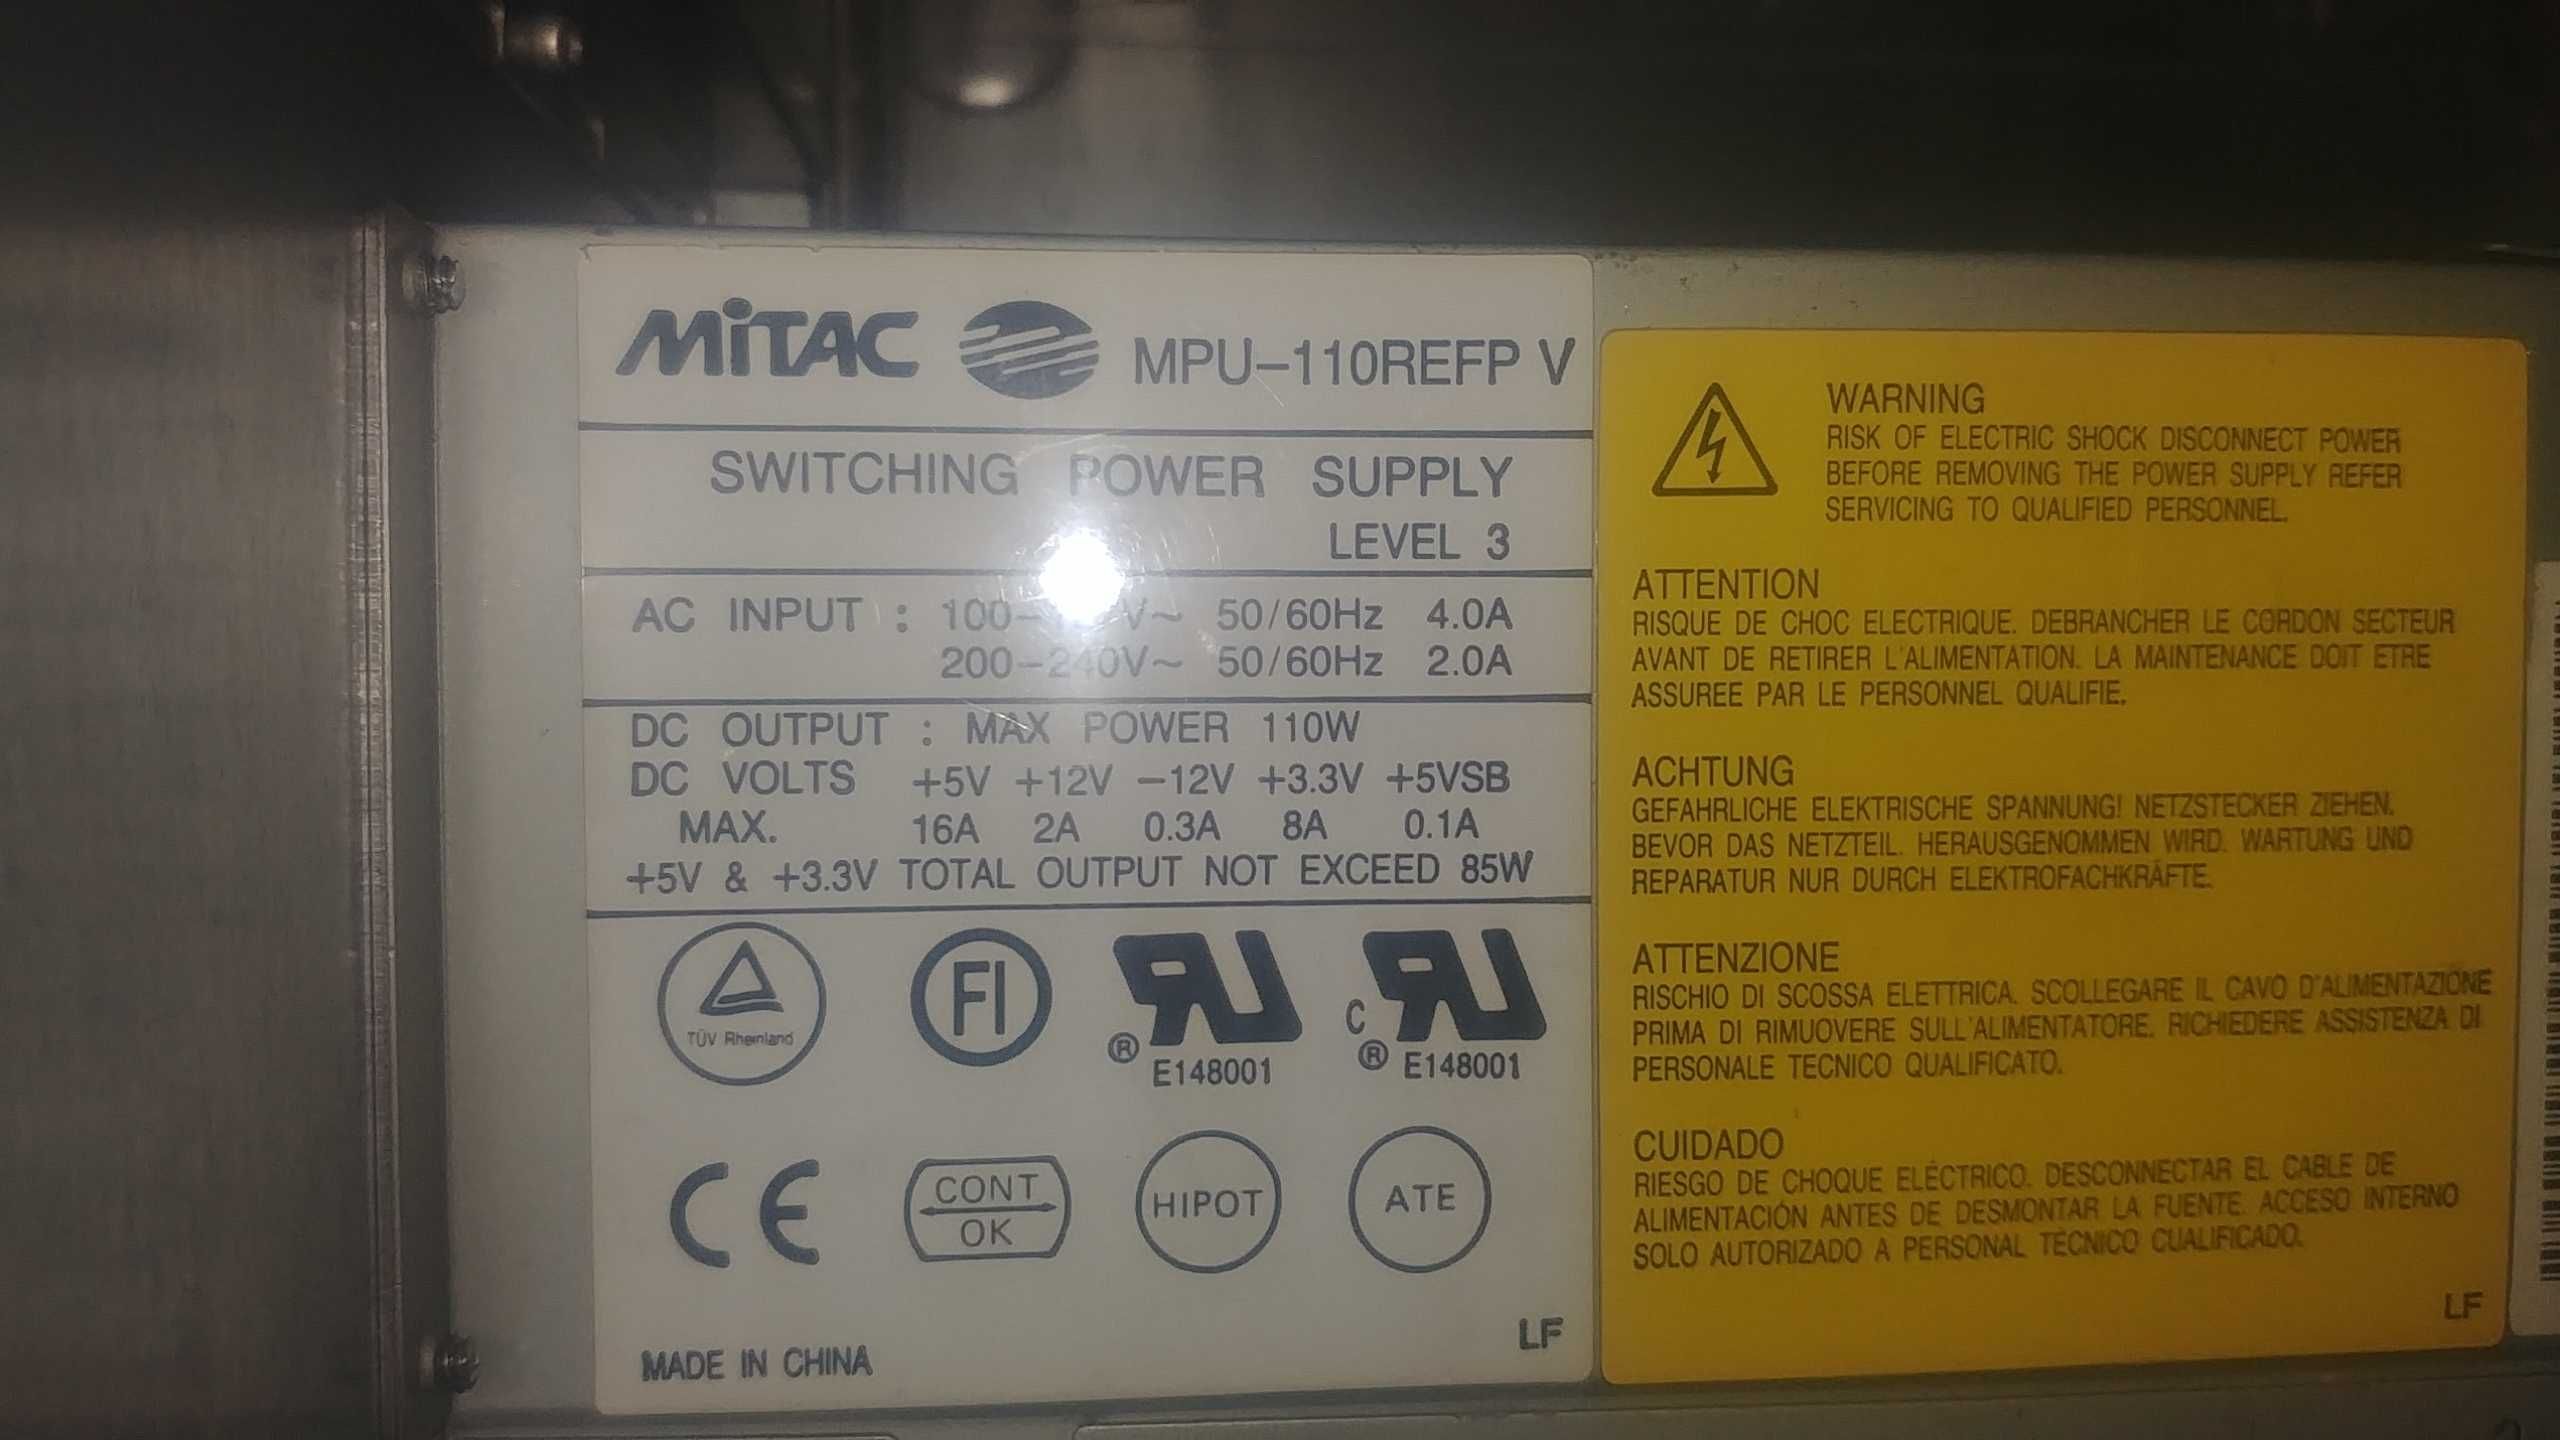 MiTAC MPU-110REFP V
SWITCHING POWER SUPPLY
LEVEL 3
AC INPUT : 50/60Hz 4.0A
200-240V~ 50/60Hz 2.0A
DC OUTPUT : MAX POWER 110W
DC VOLTS +5V +12V -12V +3.3V +5VSB
MAX. 16A 2A 0.3A 8A 0.1A
+5V & +3.3V TOTAL OUTPUT NOT EXCEED 85W
TÜV Rheinland
FI
® E148001
C
® E148001
CE
CONT
OK
HIPOT
ATE
LF
MADE IN CHINA
WARNING
RISK OF ELECTRIC SHOCK DISCONNECT POWER
BEFORE REMOVING THE POWER SUPPLY REFER
SERVICING TO QUALIFIED PERSONNEL.
ATTENTION
RISQUE DE CHOC ELECTRIQUE. DEBRANCHER LE CORDON SECTEUR
AVANT DE RETIRER L'ALIMENTATION. LA MAINTENANCE DOIT ETRE
ASSUREE PAR LE PERSONNEL QUALIFIE.
ACHTUNG
GEFAHRLICHE ELEKTRISCHE SPANNUNG! NETZSTECKER ZIEHEN.
BEVOR DAS NETZTEIL. HERAUSGENOMMEN WIRD. WARTUNG UND
REPARATUR NUR DURCH ELEKTROFACHKRÄFTE.
ATTENZIONE
RISCHIO DI SCOSSA ELETTRICA. SCOLLEGARE IL CAVO D'ALIMENTAZIONE
PRIMA DI RIMUOVERE SULL'ALIMENTATORE. RICHIEDERE ASSISTENZA DI
PERSONALE TECNICO QUALIFICATO.
CUIDADO
RIESGO DE CHOQUE ELÉCTRICO. DESCONNECTAR EL CABLE DE
ALIMENTACIÓN ANTES DE DESMONTAR LA FUENTE. ACCESO INTERNO
SOLO AUTORIZADO A PERSONAL TÉCNICO CUALIFICADO.
LF